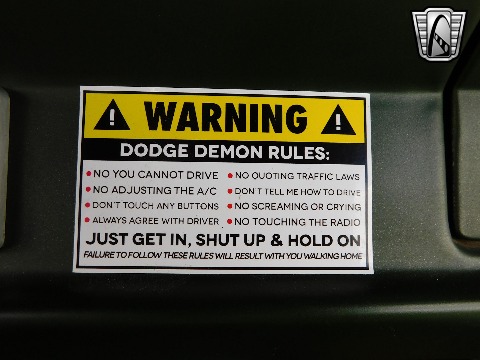 WARNING
DODGE DEMON RULES:
NO YOU CANNOT DRIVE
NO ADJUSTING THE A/C
DON'T TOUCH ANY BUTTONS
ALWAYS AGREE WITH DRIVER
NO QUOTING TRAFFIC LAWS
DON'T TELL ME HOW TO DRIVE
NO SCREAMING OR CRYING
NO TOUCHING THE RADIO
JUST GET IN, SHUT UP & HOLD ON
FAILURE TO FOLLOW THESE RULES WILL RESULT WITH YOU WALKING HOME